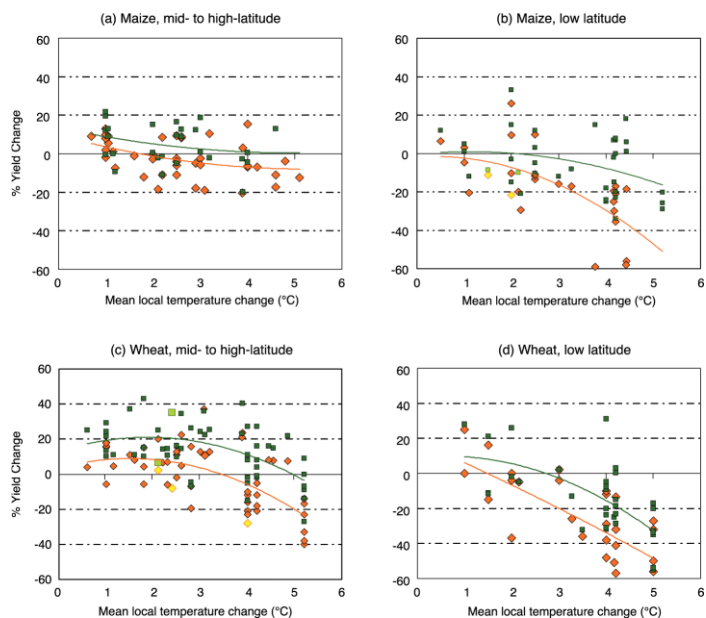 (a) Maize, mid- to high-latitude
60
40
20
0
-20
-40
-60
% Yield Change
0 1 2 3 4 5 6
Mean local temperature change (°C)
(b) Maize, low latitude
60
40
20
0
-20
-40
-60
0 1 2 3 4 5 6
Mean local temperature change (°C)
(c) Wheat, mid- to high-latitude
60
40
20
0
-20
-40
-60
% Yield Change
0 1 2 3 4 5 6
Mean local temperature change (°C)
(d) Wheat, low latitude
60
40
20
0
-20
-40
-60
0 1 2 3 4 5 6
Mean local temperature change (°C)